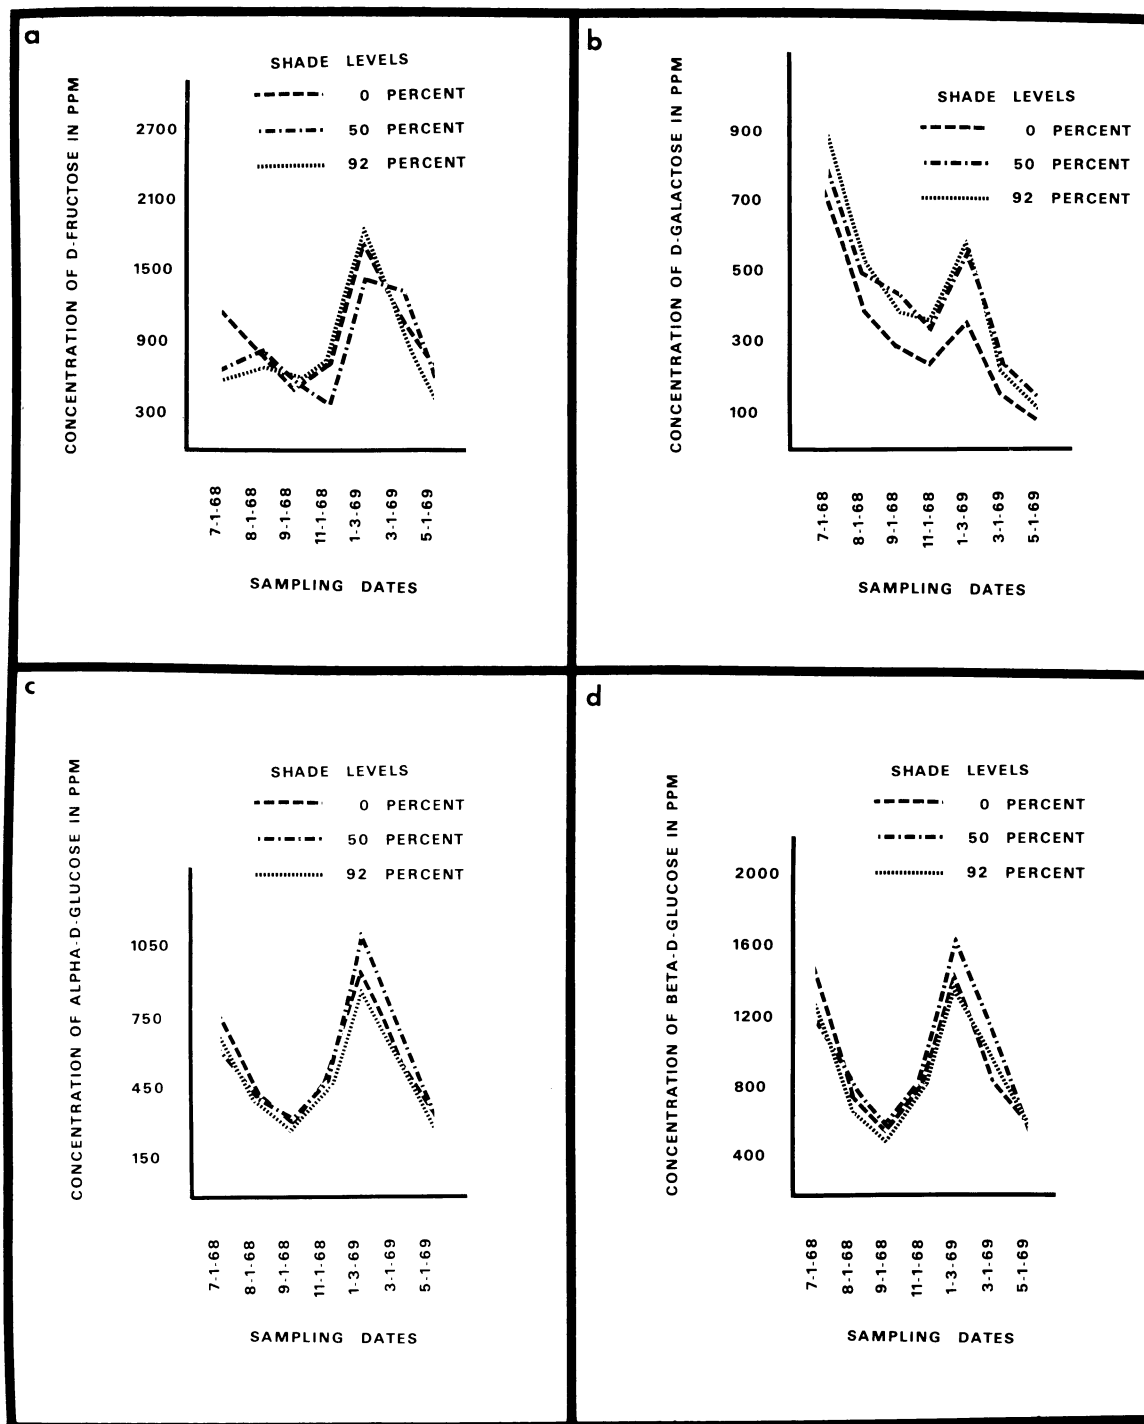 a
CONCENTRATION OF D-FRUCTOSE IN PPM
SHADE LEVELS
0 PERCENT
50 PERCENT
92 PERCENT
2700
2100
1500
900
300
7-1-68
8-1-68
9-1-68
11-1-68
1-3-69
3-1-69
5-1-69
SAMPLING DATES
b
CONCENTRATION OF D-GALACTOSE IN PPM
SHADE LEVELS
0 PERCENT
50 PERCENT
92 PERCENT
900
700
500
300
100
7-1-68
8-1-68
9-1-68
11-1-68
1-3-69
3-1-69
5-1-69
SAMPLING DATES
c
CONCENTRATION OF ALPHA-D-GLUCOSE IN PPM
SHADE LEVELS
0 PERCENT
50 PERCENT
92 PERCENT
1050
750
450
150
7-1-68
8-1-68
9-1-68
11-1-68
1-3-69
3-1-69
5-1-69
SAMPLING DATES
d
CONCENTRATION OF BETA-D-GLUCOSE IN PPM
SHADE LEVELS
0 PERCENT
50 PERCENT
92 PERCENT
2000
1600
1200
800
400
7-1-68
8-1-68
9-1-68
11-1-68
1-3-69
3-1-69
5-1-69
SAMPLING DATES